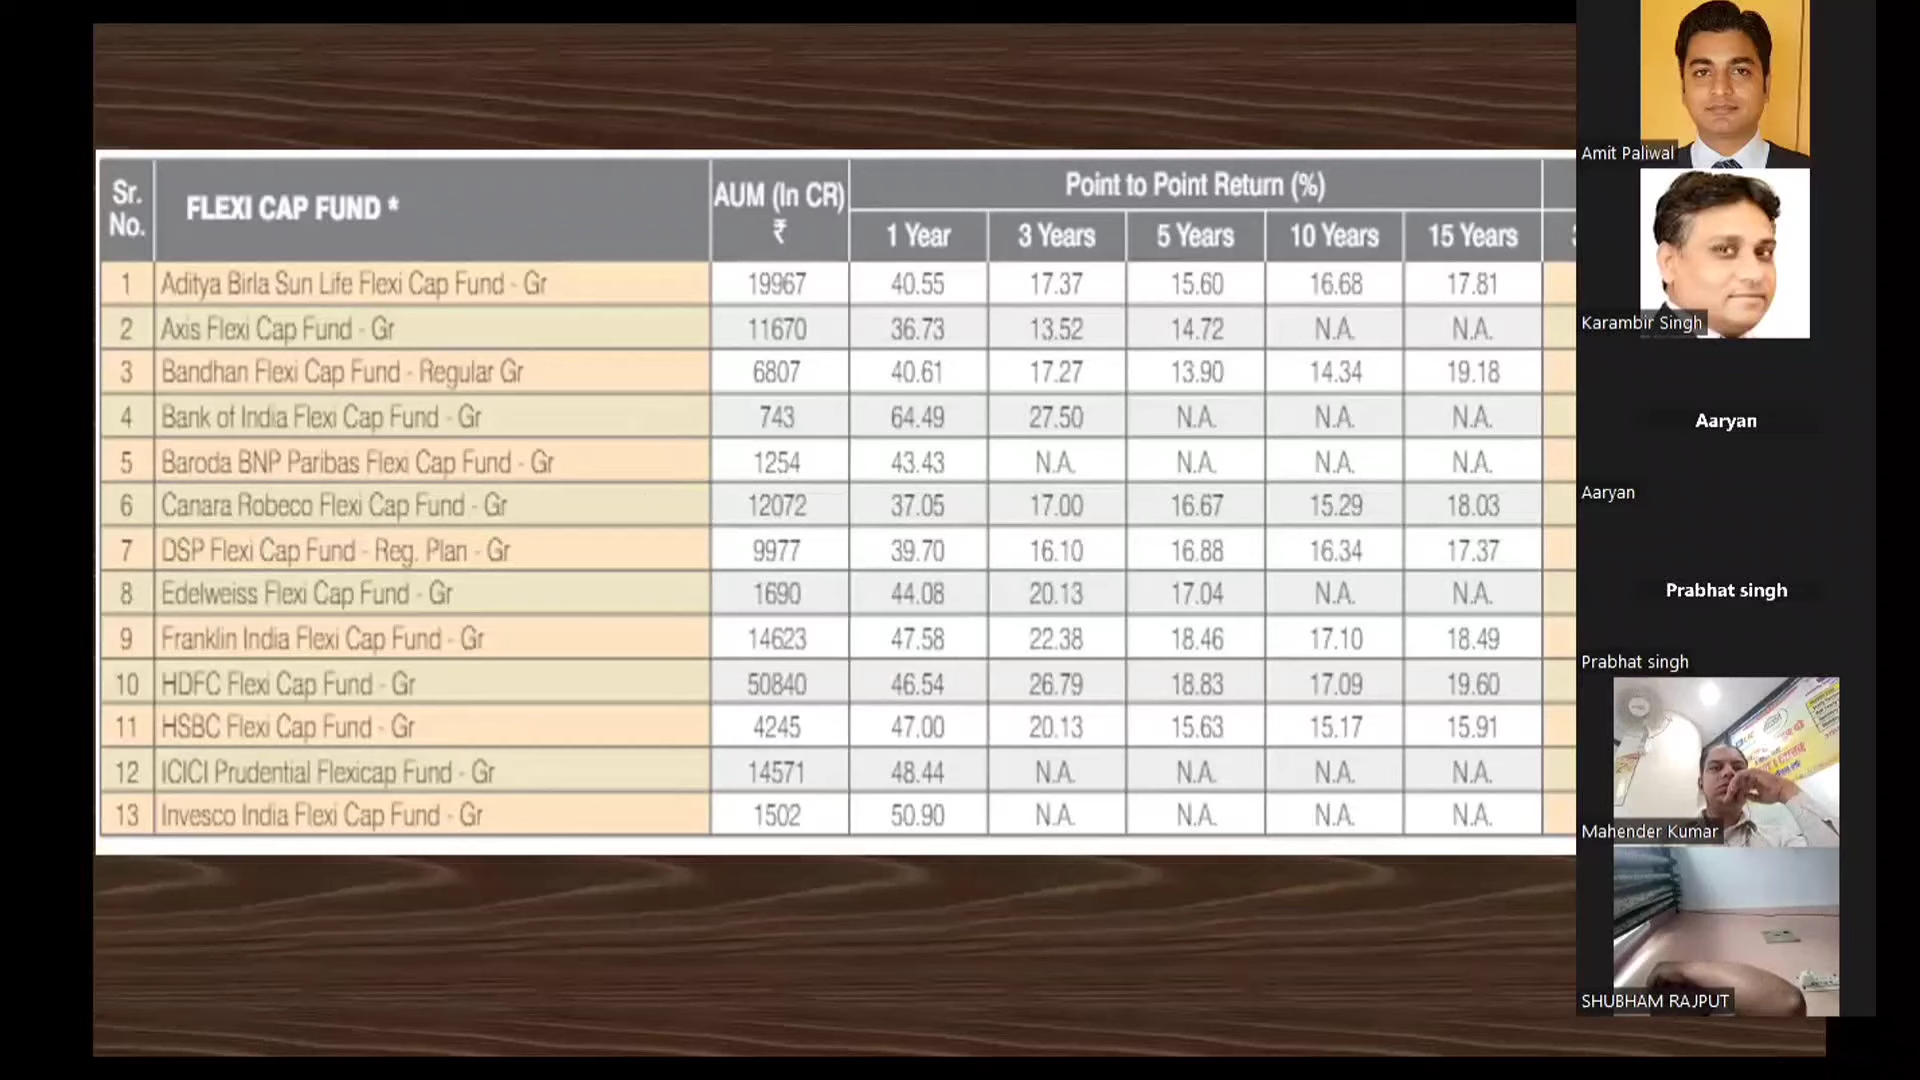 Sr. No.
FLEXI CAP FUND *
AUM (In CR) ₹
Point to Point Return (%)
1 Year 3 Years 5 Years 10 Years 15 Years
1 Aditya Birla Sun Life Flexi Cap Fund - Gr 19967 40.55 17.37 15.60 16.68 17.81
2 Axis Flexi Cap Fund - Gr 11670 36.73 13.52 14.72 N.A. N.A.
3 Bandhan Flexi Cap Fund - Regular Gr 6807 40.61 17.27 13.90 14.34 19.18
4 Bank of India Flexi Cap Fund - Gr 743 64.49 27.50 N.A. N.A. N.A.
5 Baroda BNP Paribas Flexi Cap Fund - Gr 1254 43.43 N.A. N.A. N.A. N.A.
6 Canara Robeco Flexi Cap Fund - Gr 12072 37.05 17.00 16.67 15.29 18.03
7 DSP Flexi Cap Fund - Reg. Plan - Gr 9977 39.70 16.10 16.88 16.34 17.37
8 Edelweiss Flexi Cap Fund - Gr 1690 44.08 20.13 17.04 N.A. N.A.
9 Franklin India Flexi Cap Fund - Gr 14623 47.58 22.38 18.46 17.10 18.49
10 HDFC Flexi Cap Fund - Gr 50840 46.54 26.79 18.83 17.09 19.60
11 HSBC Flexi Cap Fund - Gr 4245 47.00 20.13 15.63 15.17 15.91
12 ICICI Prudential Flexicap Fund - Gr 14571 48.44 N.A. N.A. N.A. N.A.
13 Invesco India Flexi Cap Fund - Gr 1502 50.90 N.A. N.A. N.A. N.A.
Amit Paliwal
Karambir Singh
Aaryan
Aaryan
Prabhat singh
Prabhat singh
Mahender Kumar
SHUBHAM RAJPUT